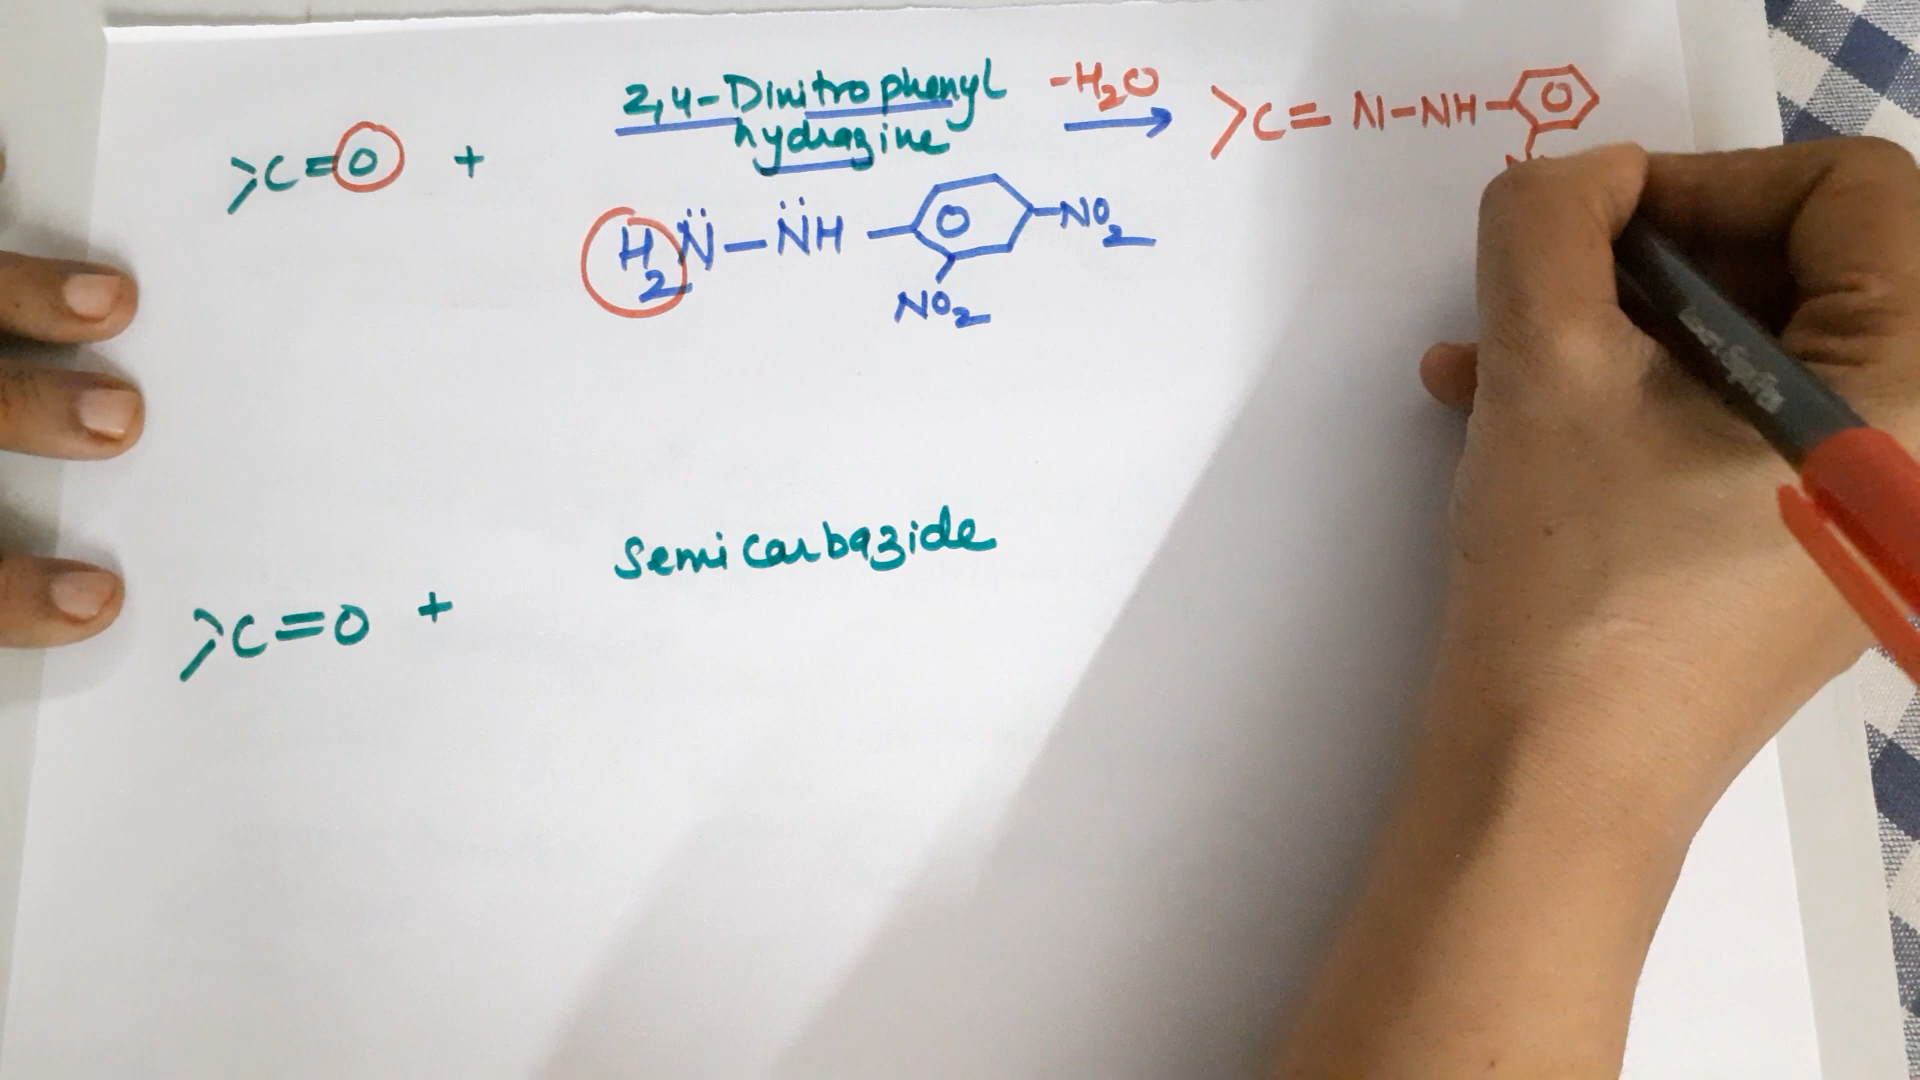 2,4-Dinitrophenyl
hydrazine
-H₂O
>C=O +
>C=N-NH-
H₂N̈-N̈H-
O
-NO₂
NO₂
Semicarbazide
>C=O +